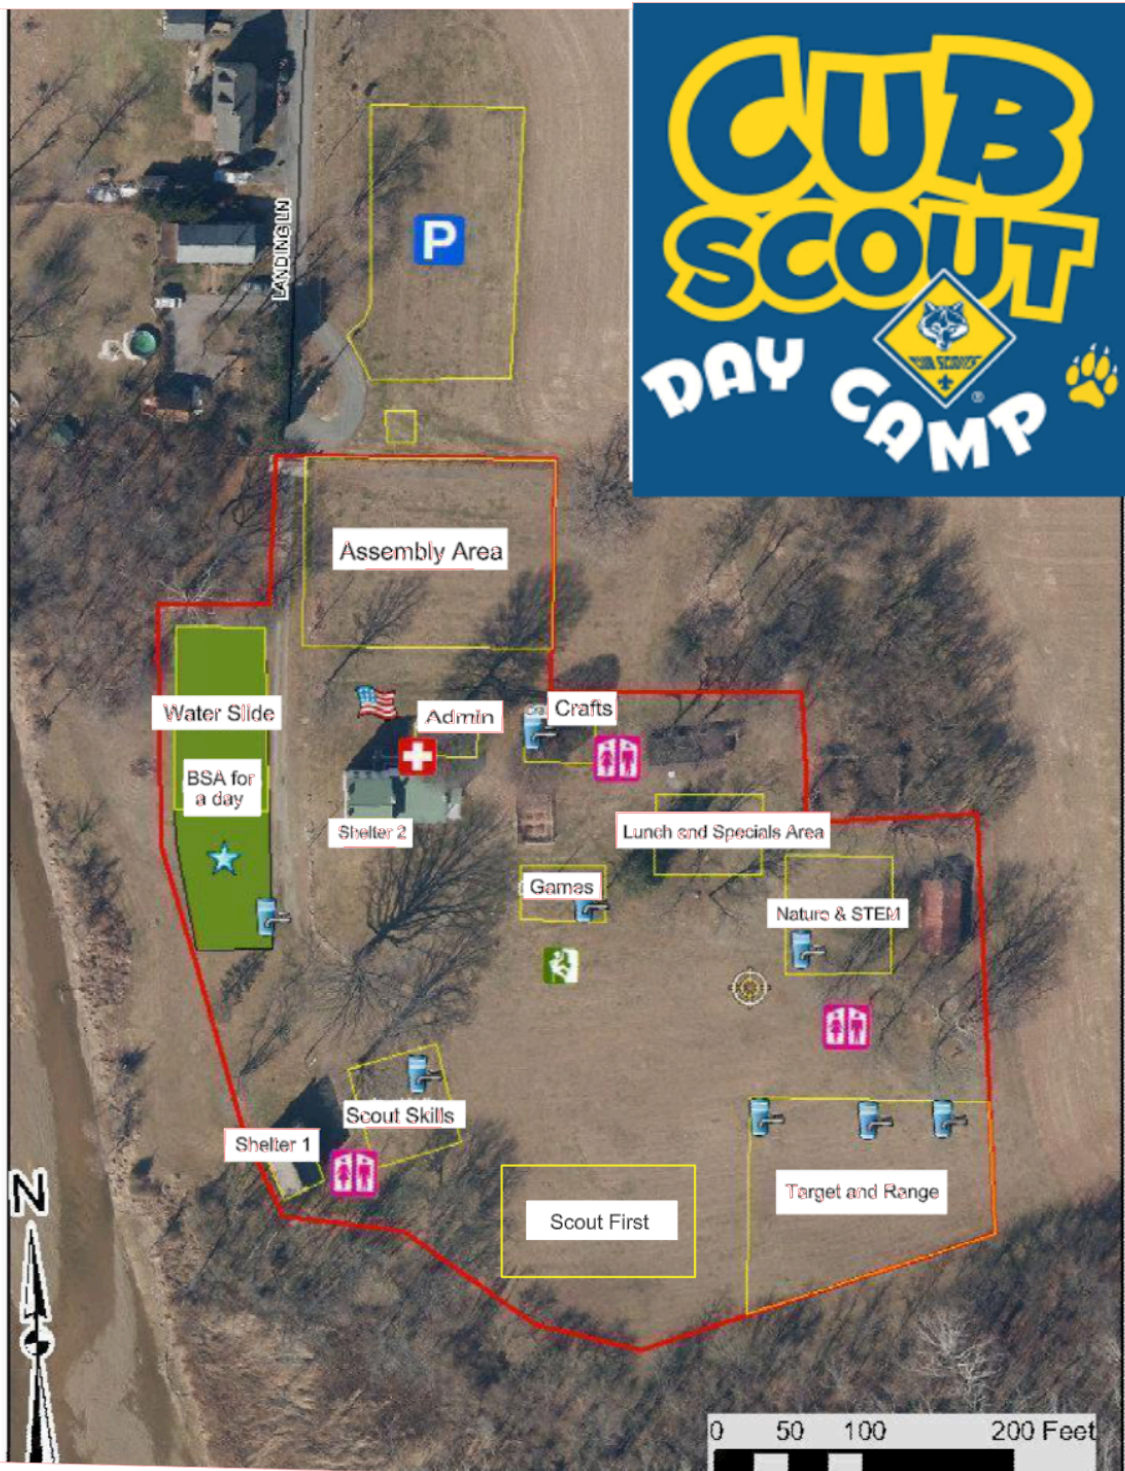 CUB
SCOUT
DAY CAMP
CUB SCOUTS
®
LANDING LN
P
Assembly Area
Water Slide
Admin
Crafts
BSA for
a day
Shelter 2
Lunch and Specials Area
Games
Nature & STEM
Scout Skills
Shelter 1
Target and Range
Scout First
N
0 50 100 200 Feet